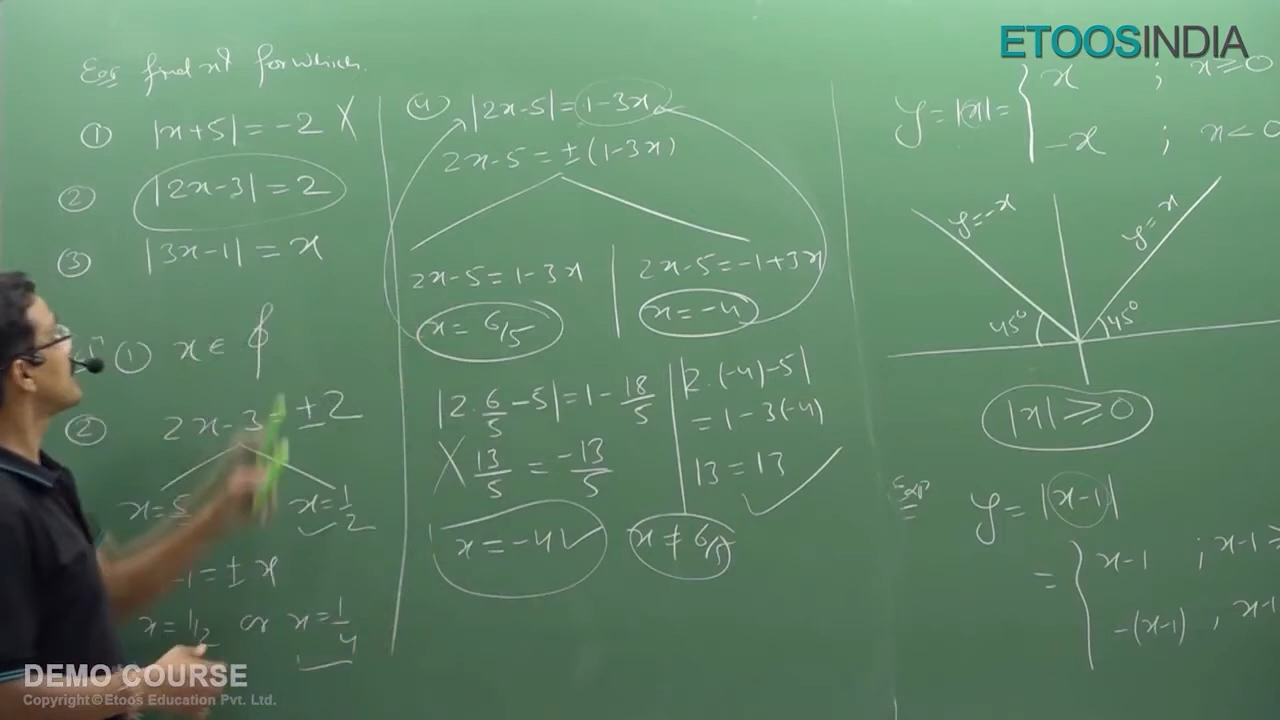 ETOOSINDIA
Exp find x's for which
① |x+5| = -2 X
② |2x-3| = 2
③ |3x-1| = x
① x ∈ ϕ
② 2x-3 = ±2
x = 5 x = 1/2
-1 = ± x
x = 1/2 or x = 1/4
④ |2x-5| = 1-3x
2x-5 = ±(1-3x)
2x-5 = 1-3x
x = 6/5
|2.6/5 -5| = 1 - 18/5
X 13/5 = -13/5
x = -4 ✓
2x-5 = -1+3x
x = -4
|2.(-4)-5|
= 1-3(-4)
13 = 13 ✓
x ≠ 6/5
y = |x| = { x ; x ≥ 0
-x ; x < 0
y = -x y = x
45° 45°
|x| ≥ 0
Exp y = |x-1|
= { x-1 ; x-1 ≥
-(x-1) , x-1
DEMO COURSE
Copyright © Etoos Education Pvt. Ltd.